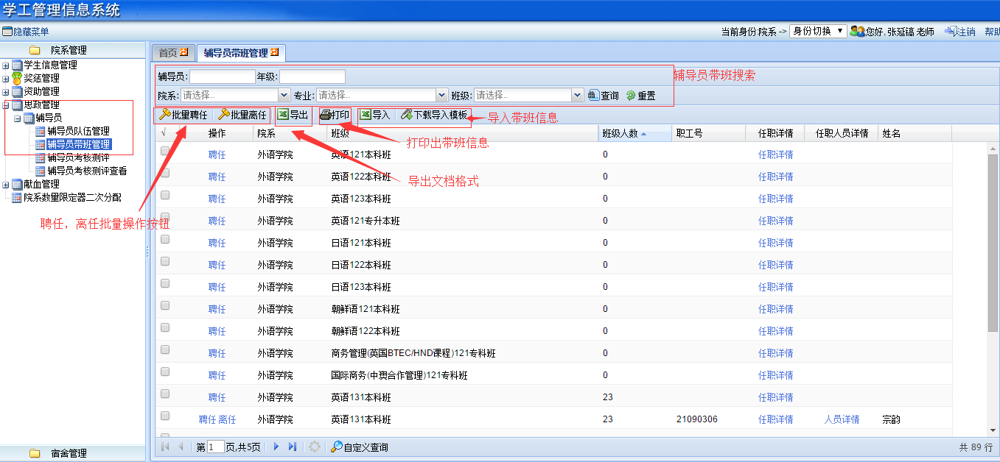 学工管理信息系统
隐藏菜单
当前身份:院系 -> 身份切换 您好, 张延镐 老师 注销 帮助
院系管理
学生信息管理
奖惩管理
资助管理
思政管理
辅导员
辅导员队伍管理
辅导员带班管理
辅导员考核测评
辅导员考核测评查看
献血管理
院系数量限定器二次分配
宿舍管理
首页 辅导员带班管理
辅导员: 年级:
辅导员带班搜索
院系: 请选择.. 专业: 请选择.. 班级: 请选择.. 查询 重置
批量聘任 批量离任 导出 打印 导入 下载导入模板
导入带班信息
打印出带班信息
导出文档格式
聘任，离任批量操作按钮
√ 操作 院系 班级 班级人数 职工号 任职详情 任职人员详情 姓名
聘任 外语学院 英语121本科班 0 任职详情
聘任 外语学院 英语122本科班 0 任职详情
聘任 外语学院 英语123本科班 0 任职详情
聘任 外语学院 英语121专升本班 0 任职详情
聘任 外语学院 日语121本科班 0 任职详情
聘任 外语学院 日语122本科班 0 任职详情
聘任 外语学院 日语123本科班 0 任职详情
聘任 外语学院 朝鲜语121本科班 0 任职详情
聘任 外语学院 朝鲜语122本科班 0 任职详情
聘任 外语学院 商务管理(英国BTEC/HND课程)121专科班 0 任职详情
聘任 外语学院 国际商务(中澳合作管理)121专科班 0 任职详情
聘任 外语学院 英语131本科班 23 任职详情
聘任 离任 外语学院 英语131本科班 23 21090306 任职详情 人员详情 宗韵
第 1 页,共5页 自定义查询 共 89 行